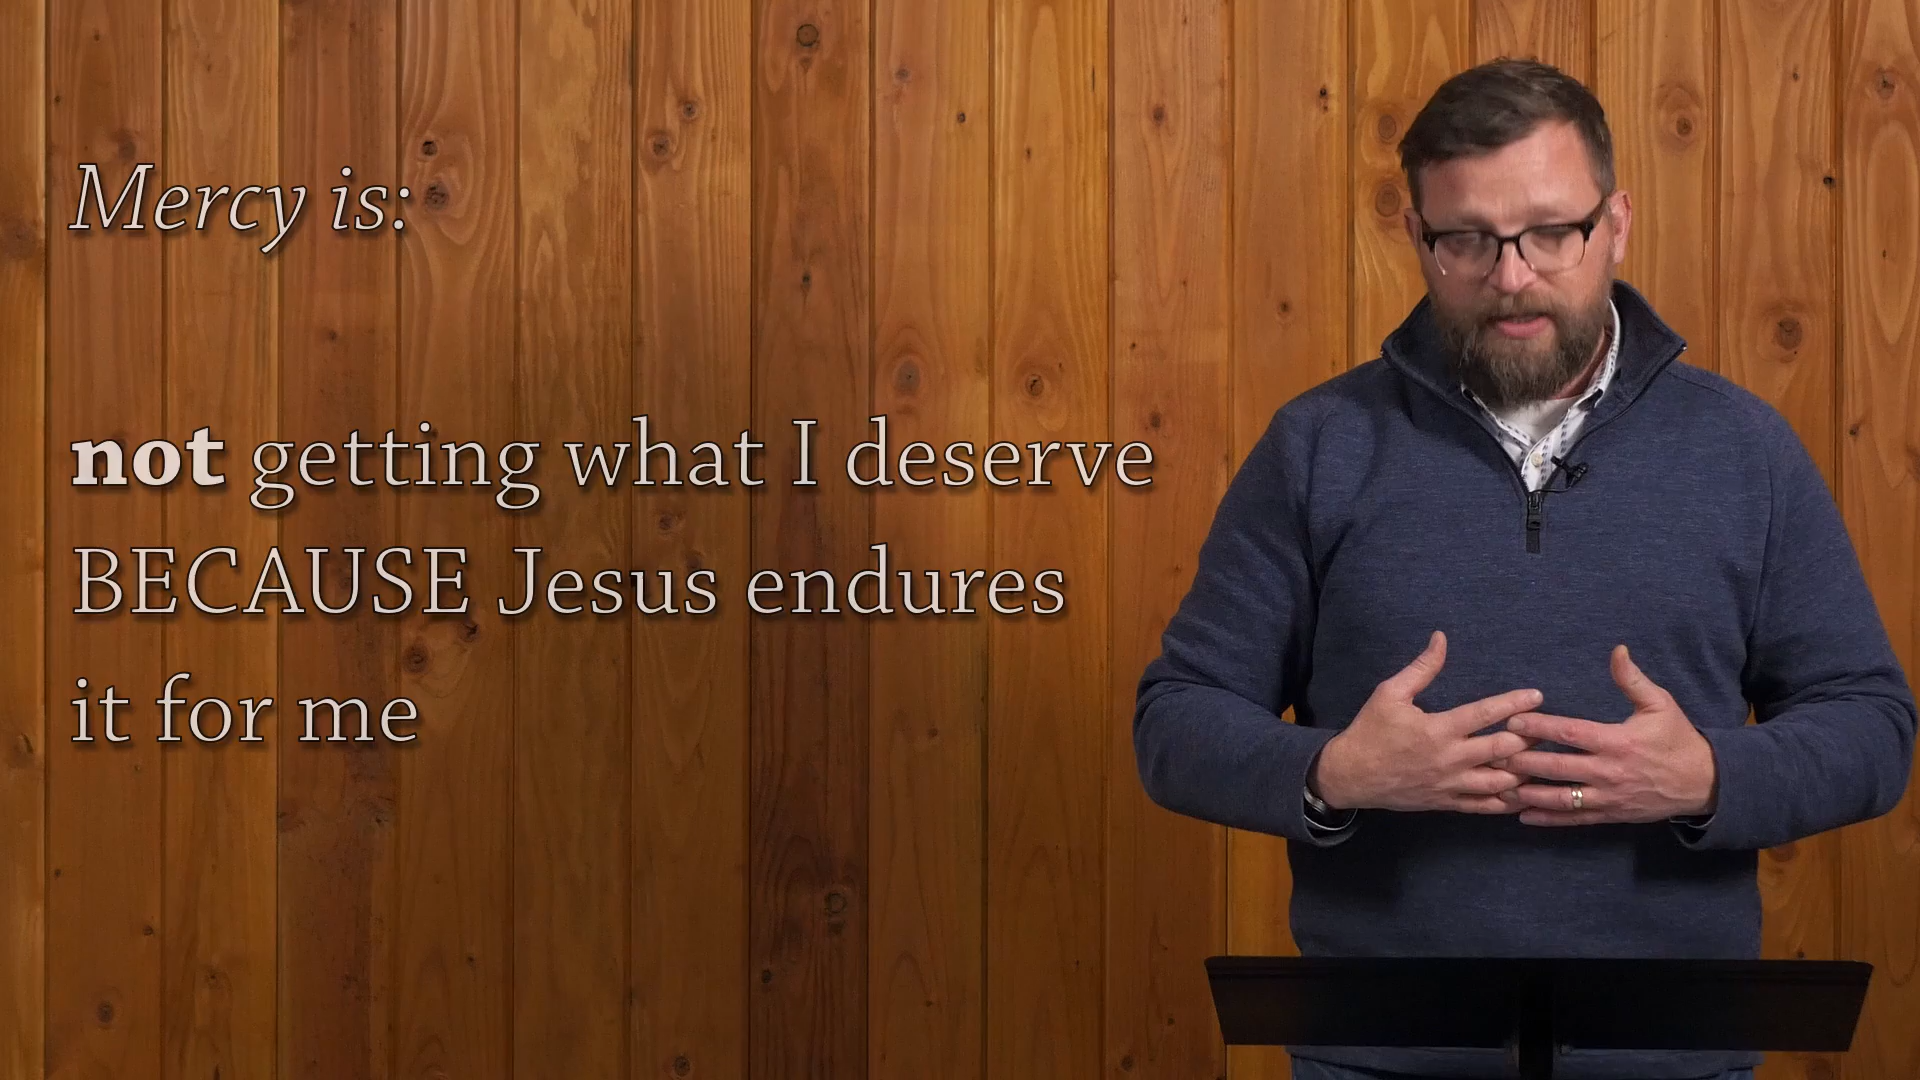 Mercy is:
not getting what I deserve
BECAUSE Jesus endures
it for me